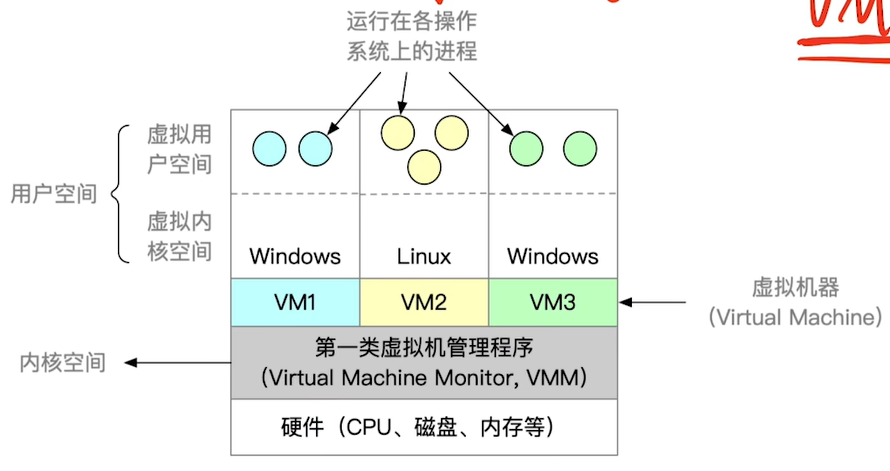 运行在各操作
系统上的进程
虚拟用
户空间
用户空间
虚拟内
核空间
Windows
Linux
Windows
VM1
VM2
VM3
虚拟机器
(Virtual Machine)
内核空间
第一类虚拟机管理程序
(Virtual Machine Monitor, VMM)
硬件（CPU、磁盘、内存等）